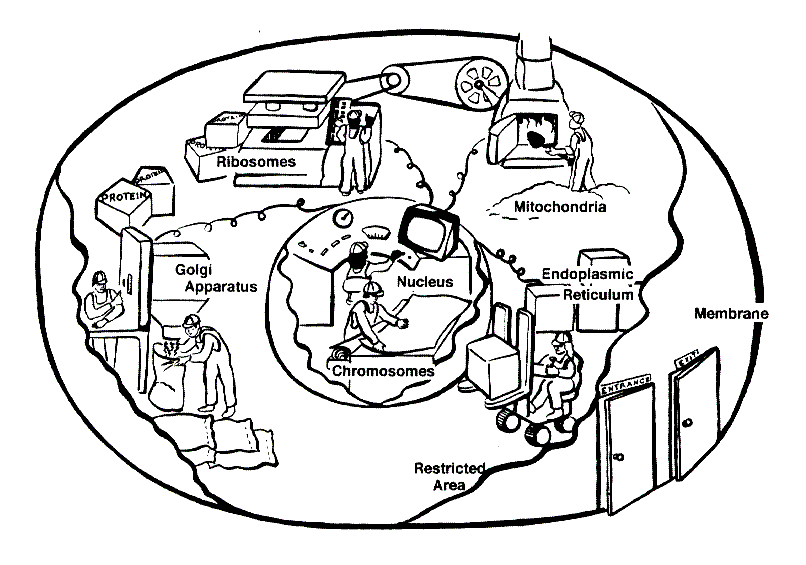 Ribosomes
Mitochondria
PROTEIN
Golgi
Apparatus
Nucleus
Endoplasmic
Reticulum
Membrane
Chromosomes
ENTRANCE
EXIT
Restricted
Area